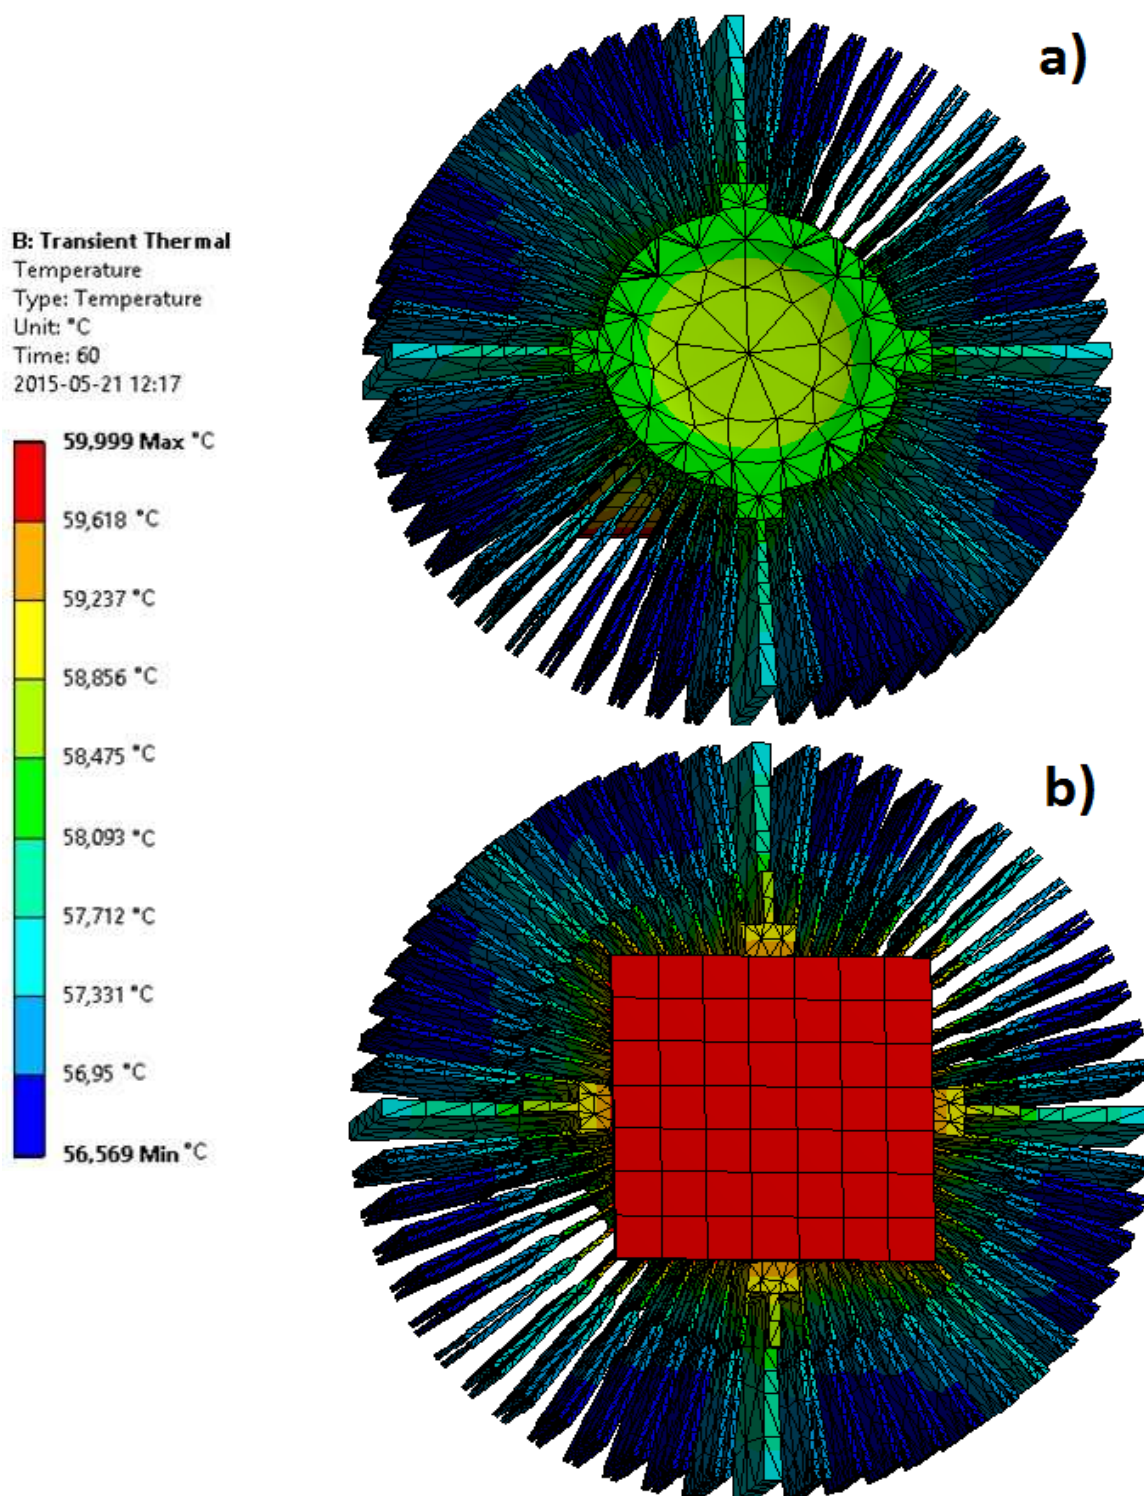 a)
B: Transient Thermal
Temperature
Type: Temperature
Unit: °C
Time: 60
2015-05-21 12:17
59,999 Max °C
59,618 °C
59,237 °C
58,856 °C
58,475 °C
58,093 °C
57,712 °C
57,331 °C
56,95 °C
56,569 Min °C
b)